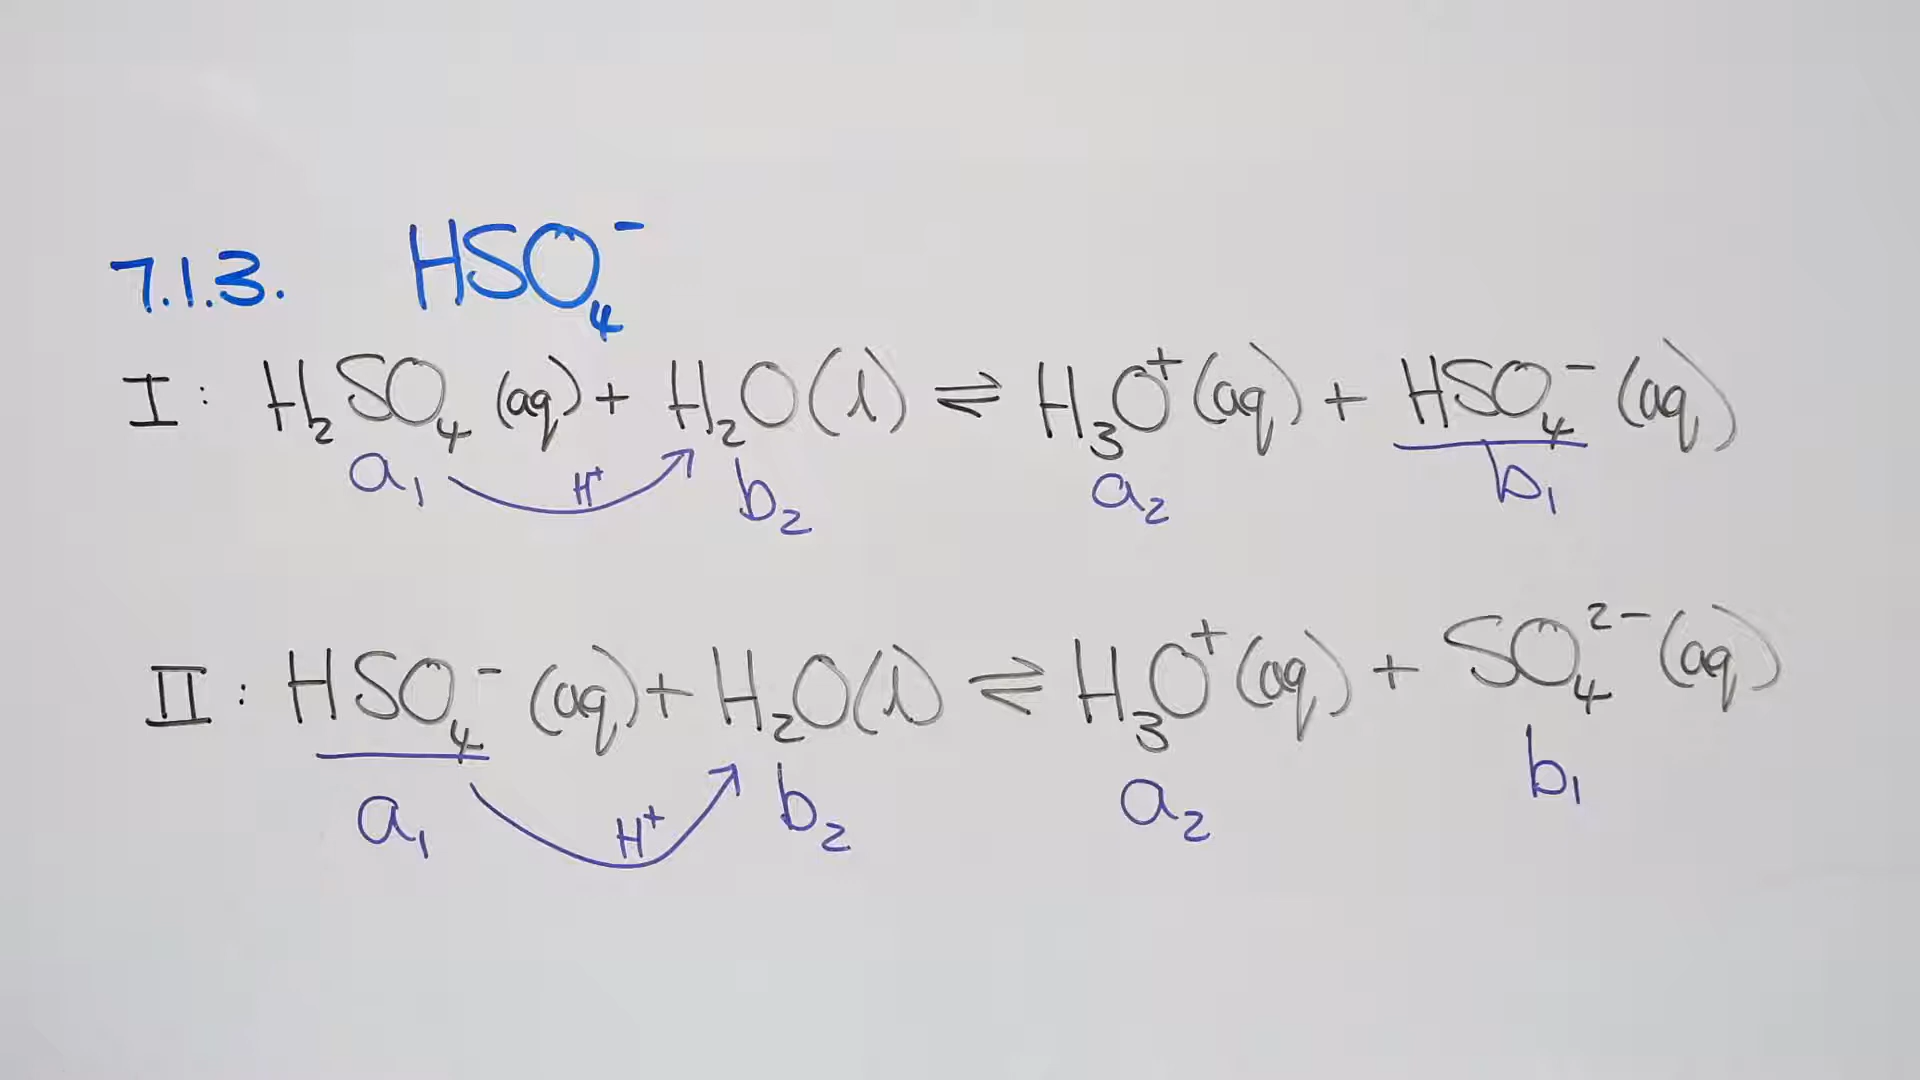 7.1.3. HSO₄⁻
I: H₂SO₄ (aq) + H₂O(l) ⇌ H₃O⁺(aq) + HSO₄⁻(aq)
a₁ H⁺ b₂ a₂ b₁
II: HSO₄⁻ (aq) + H₂O(l) ⇌ H₃O⁺(aq) + SO₄²⁻(aq)
a₁ H⁺ b₂ a₂ b₁